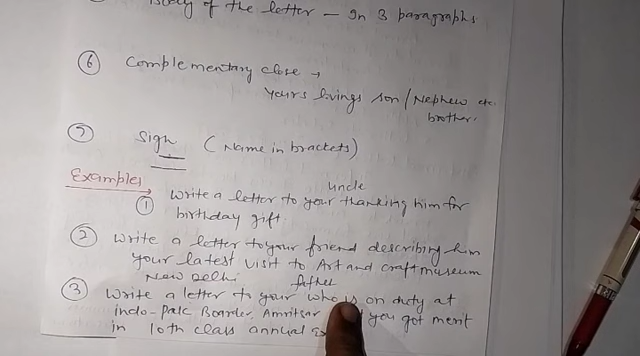 Body of the letter - In 3 paragraphs
⑥ Complementary close →
Yours livings son / Nephew etc.
brother.
⑦ Sign (Name in brackets)
Examples
uncle
① Write a letter to your thanking him for
birthday gift.
② Write a letter to your friend describing him
your latest visit to Art and craft museum
New Delhi
father
③ Write a letter to your who is on duty at
indo-pak Boarder, Amritsar you got merit
in 10th class annual